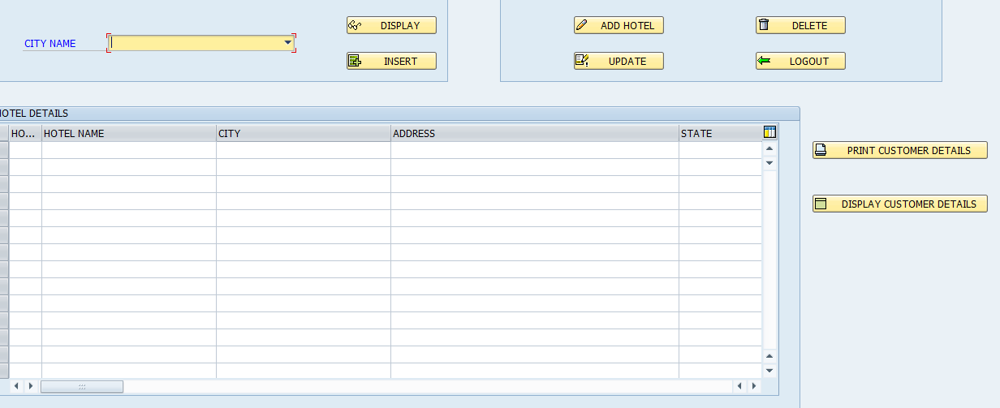 DISPLAY
ADD HOTEL
DELETE
CITY NAME
INSERT
UPDATE
LOGOUT
HOTEL DETAILS
HO... HOTEL NAME CITY ADDRESS STATE
PRINT CUSTOMER DETAILS
DISPLAY CUSTOMER DETAILS